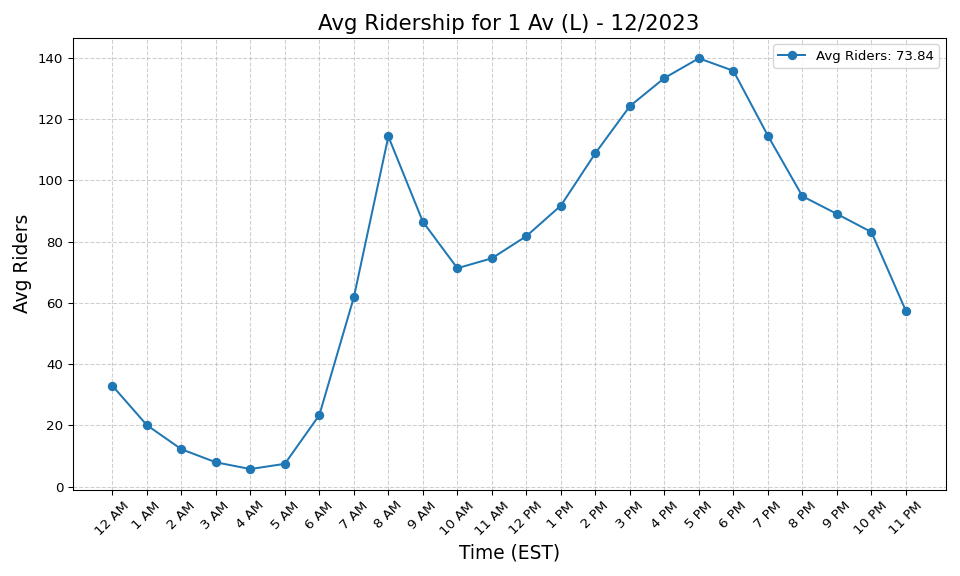 Avg Ridership for 1 Av (L) - 12/2023
Avg Riders: 73.84
Avg Riders
140
120
100
80
60
40
20
0
12 AM
1 AM
2 AM
3 AM
4 AM
5 AM
6 AM
7 AM
8 AM
9 AM
10 AM
11 AM
12 PM
1 PM
2 PM
3 PM
4 PM
5 PM
6 PM
7 PM
8 PM
9 PM
10 PM
11 PM
Time (EST)